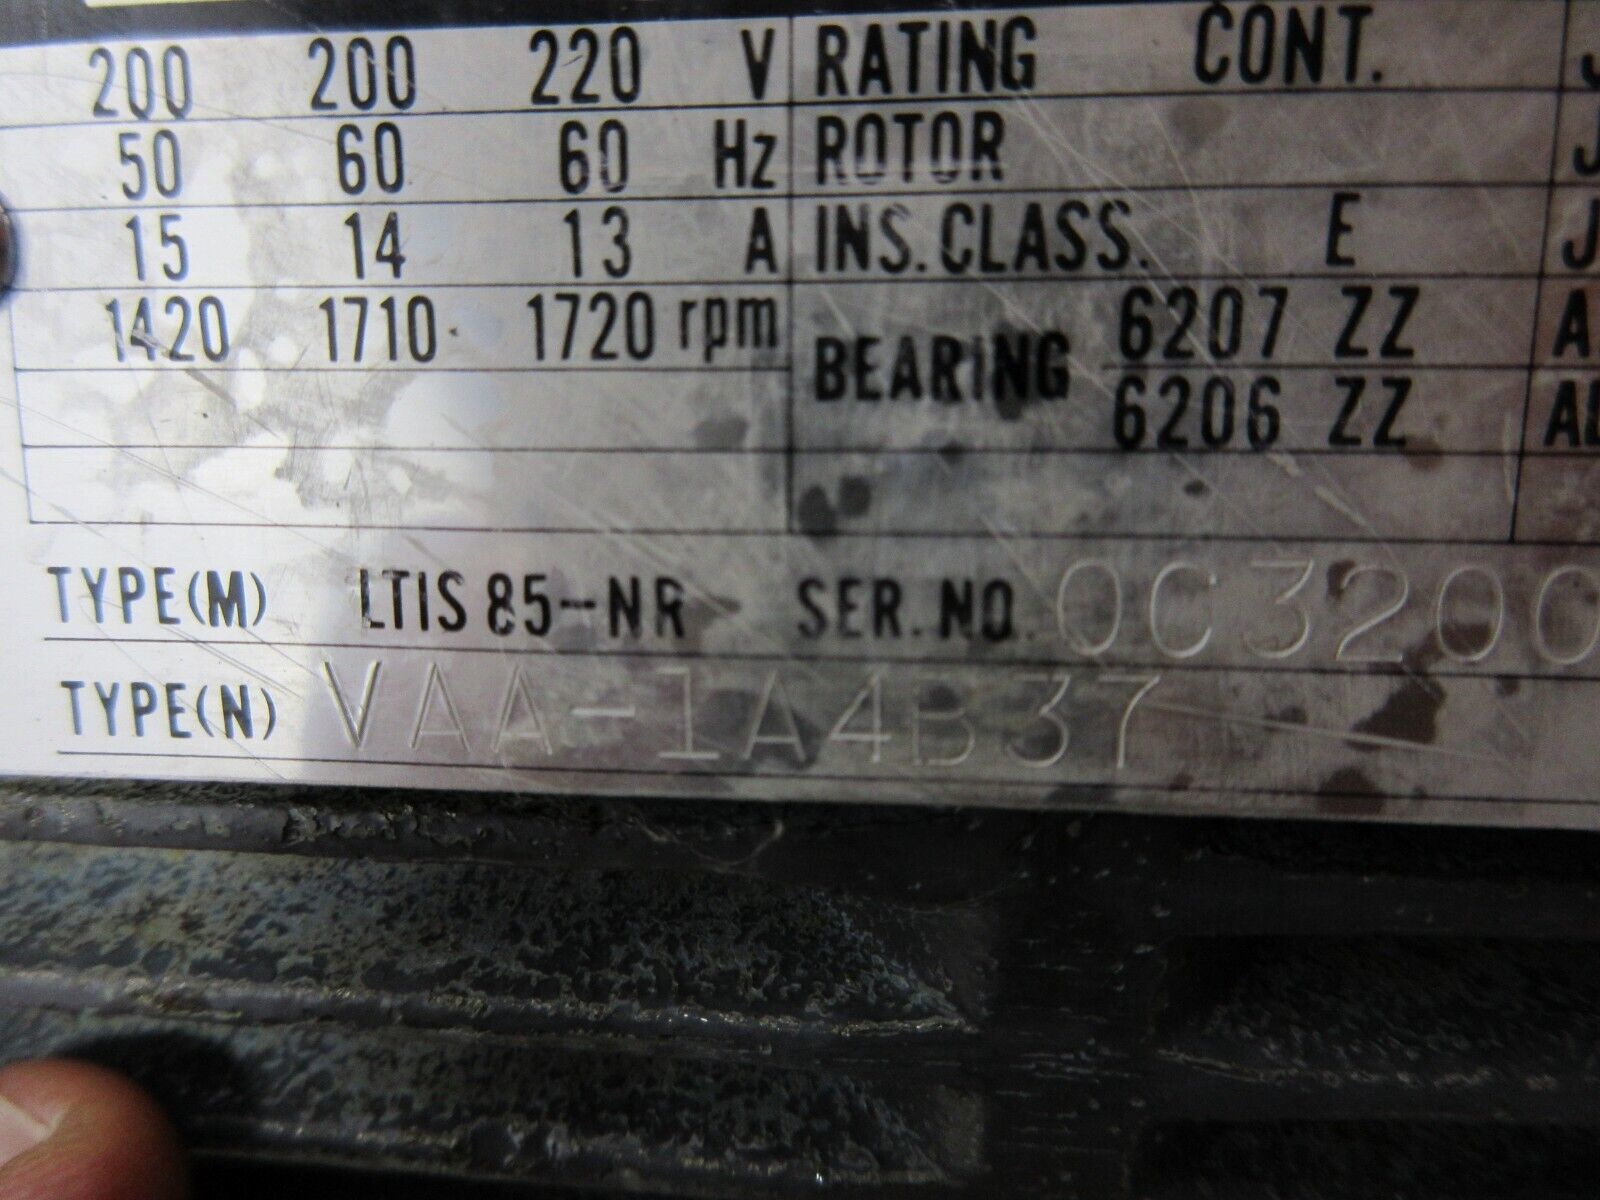 200 200 220 V RATING CONT.
50 60 60 Hz ROTOR
15 14 13 A INS. CLASS. E
1420 1710 1720 rpm BEARING 6207 ZZ
6206 ZZ
TYPE(M) LTIS 85-NR SER. NO. 0C3200
TYPE(N) VAA-1A4B37